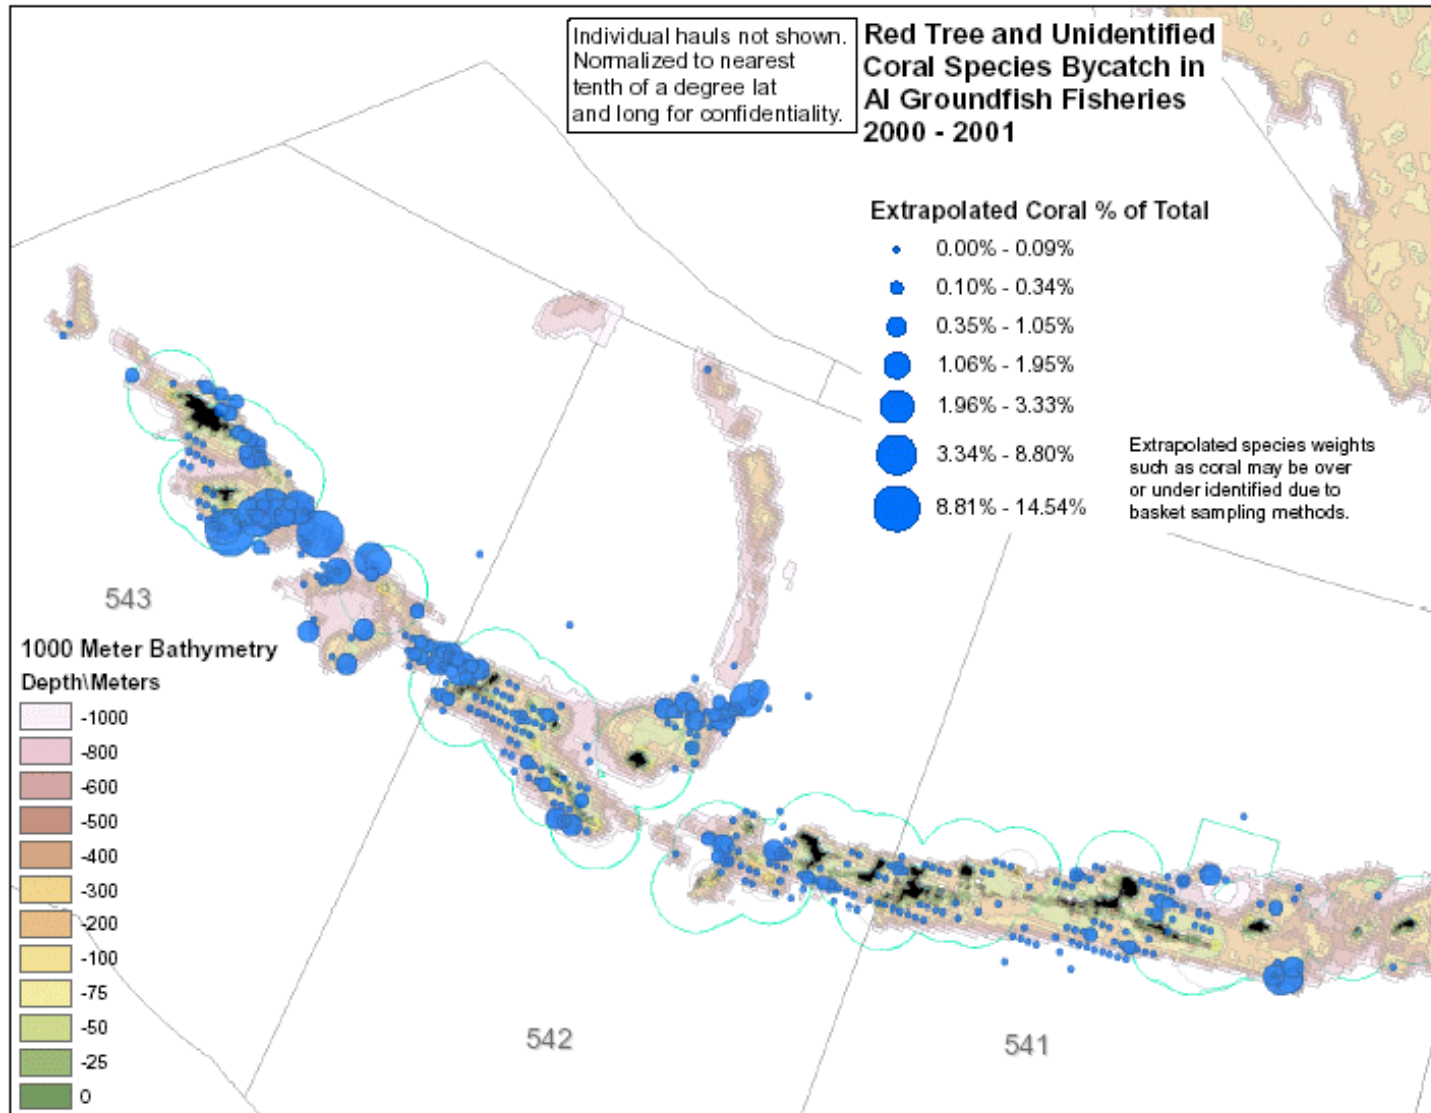 Individual hauls not shown.
Normalized to nearest
tenth of a degree lat
and long for confidentiality.
Red Tree and Unidentified
Coral Species Bycatch in
AI Groundfish Fisheries
2000 - 2001
Extrapolated Coral % of Total
0.00% - 0.09%
0.10% - 0.34%
0.35% - 1.05%
1.06% - 1.95%
1.96% - 3.33%
3.34% - 8.80%
8.81% - 14.54%
Extrapolated species weights
such as coral may be over
or under identified due to
basket sampling methods.
543
1000 Meter Bathymetry
Depth\Meters
-1000
-800
-600
-500
-400
-300
-200
-100
-75
-50
-25
0
542
541